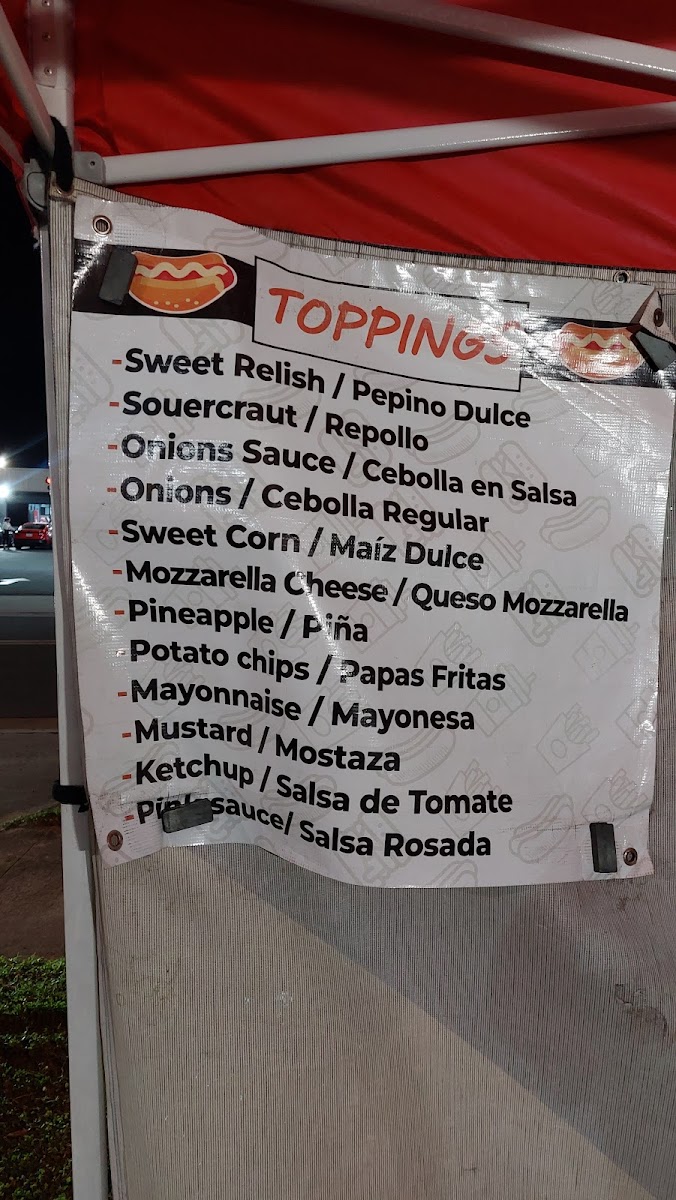 TOPPINGS
-Sweet Relish / Pepino Dulce
-Souercraut / Repollo
-Onions Sauce / Cebolla en Salsa
-Onions / Cebolla Regular
-Sweet Corn / Maíz Dulce
-Mozzarella Cheese / Queso Mozzarella
-Pineapple / Piña
-Potato chips / Papas Fritas
-Mayonnaise / Mayonesa
-Mustard / Mostaza
-Ketchup / Salsa de Tomate
-Pink sauce/ Salsa Rosada